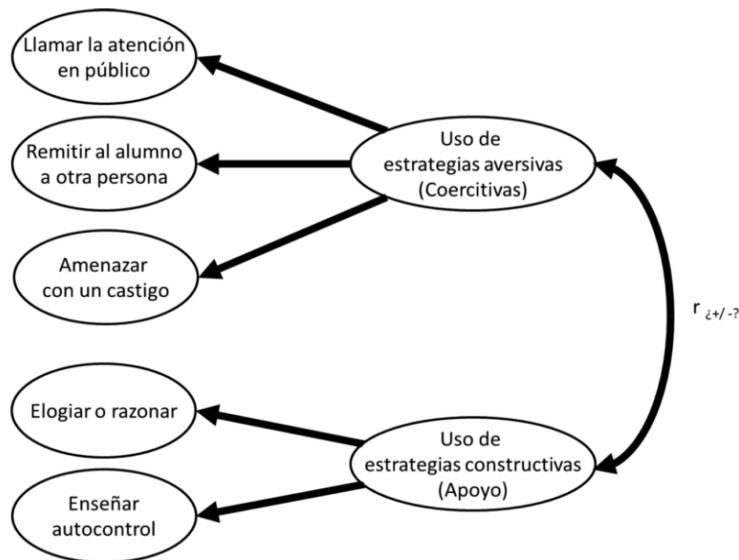 Llamar la atención
en público
Remitir al alumno
a otra persona
Amenazar
con un castigo
Uso de
estrategias aversivas
(Coercitivas)
r ¿+/-?
Elogiar o razonar
Enseñar
autocontrol
Uso de
estrategias constructivas
(Apoyo)